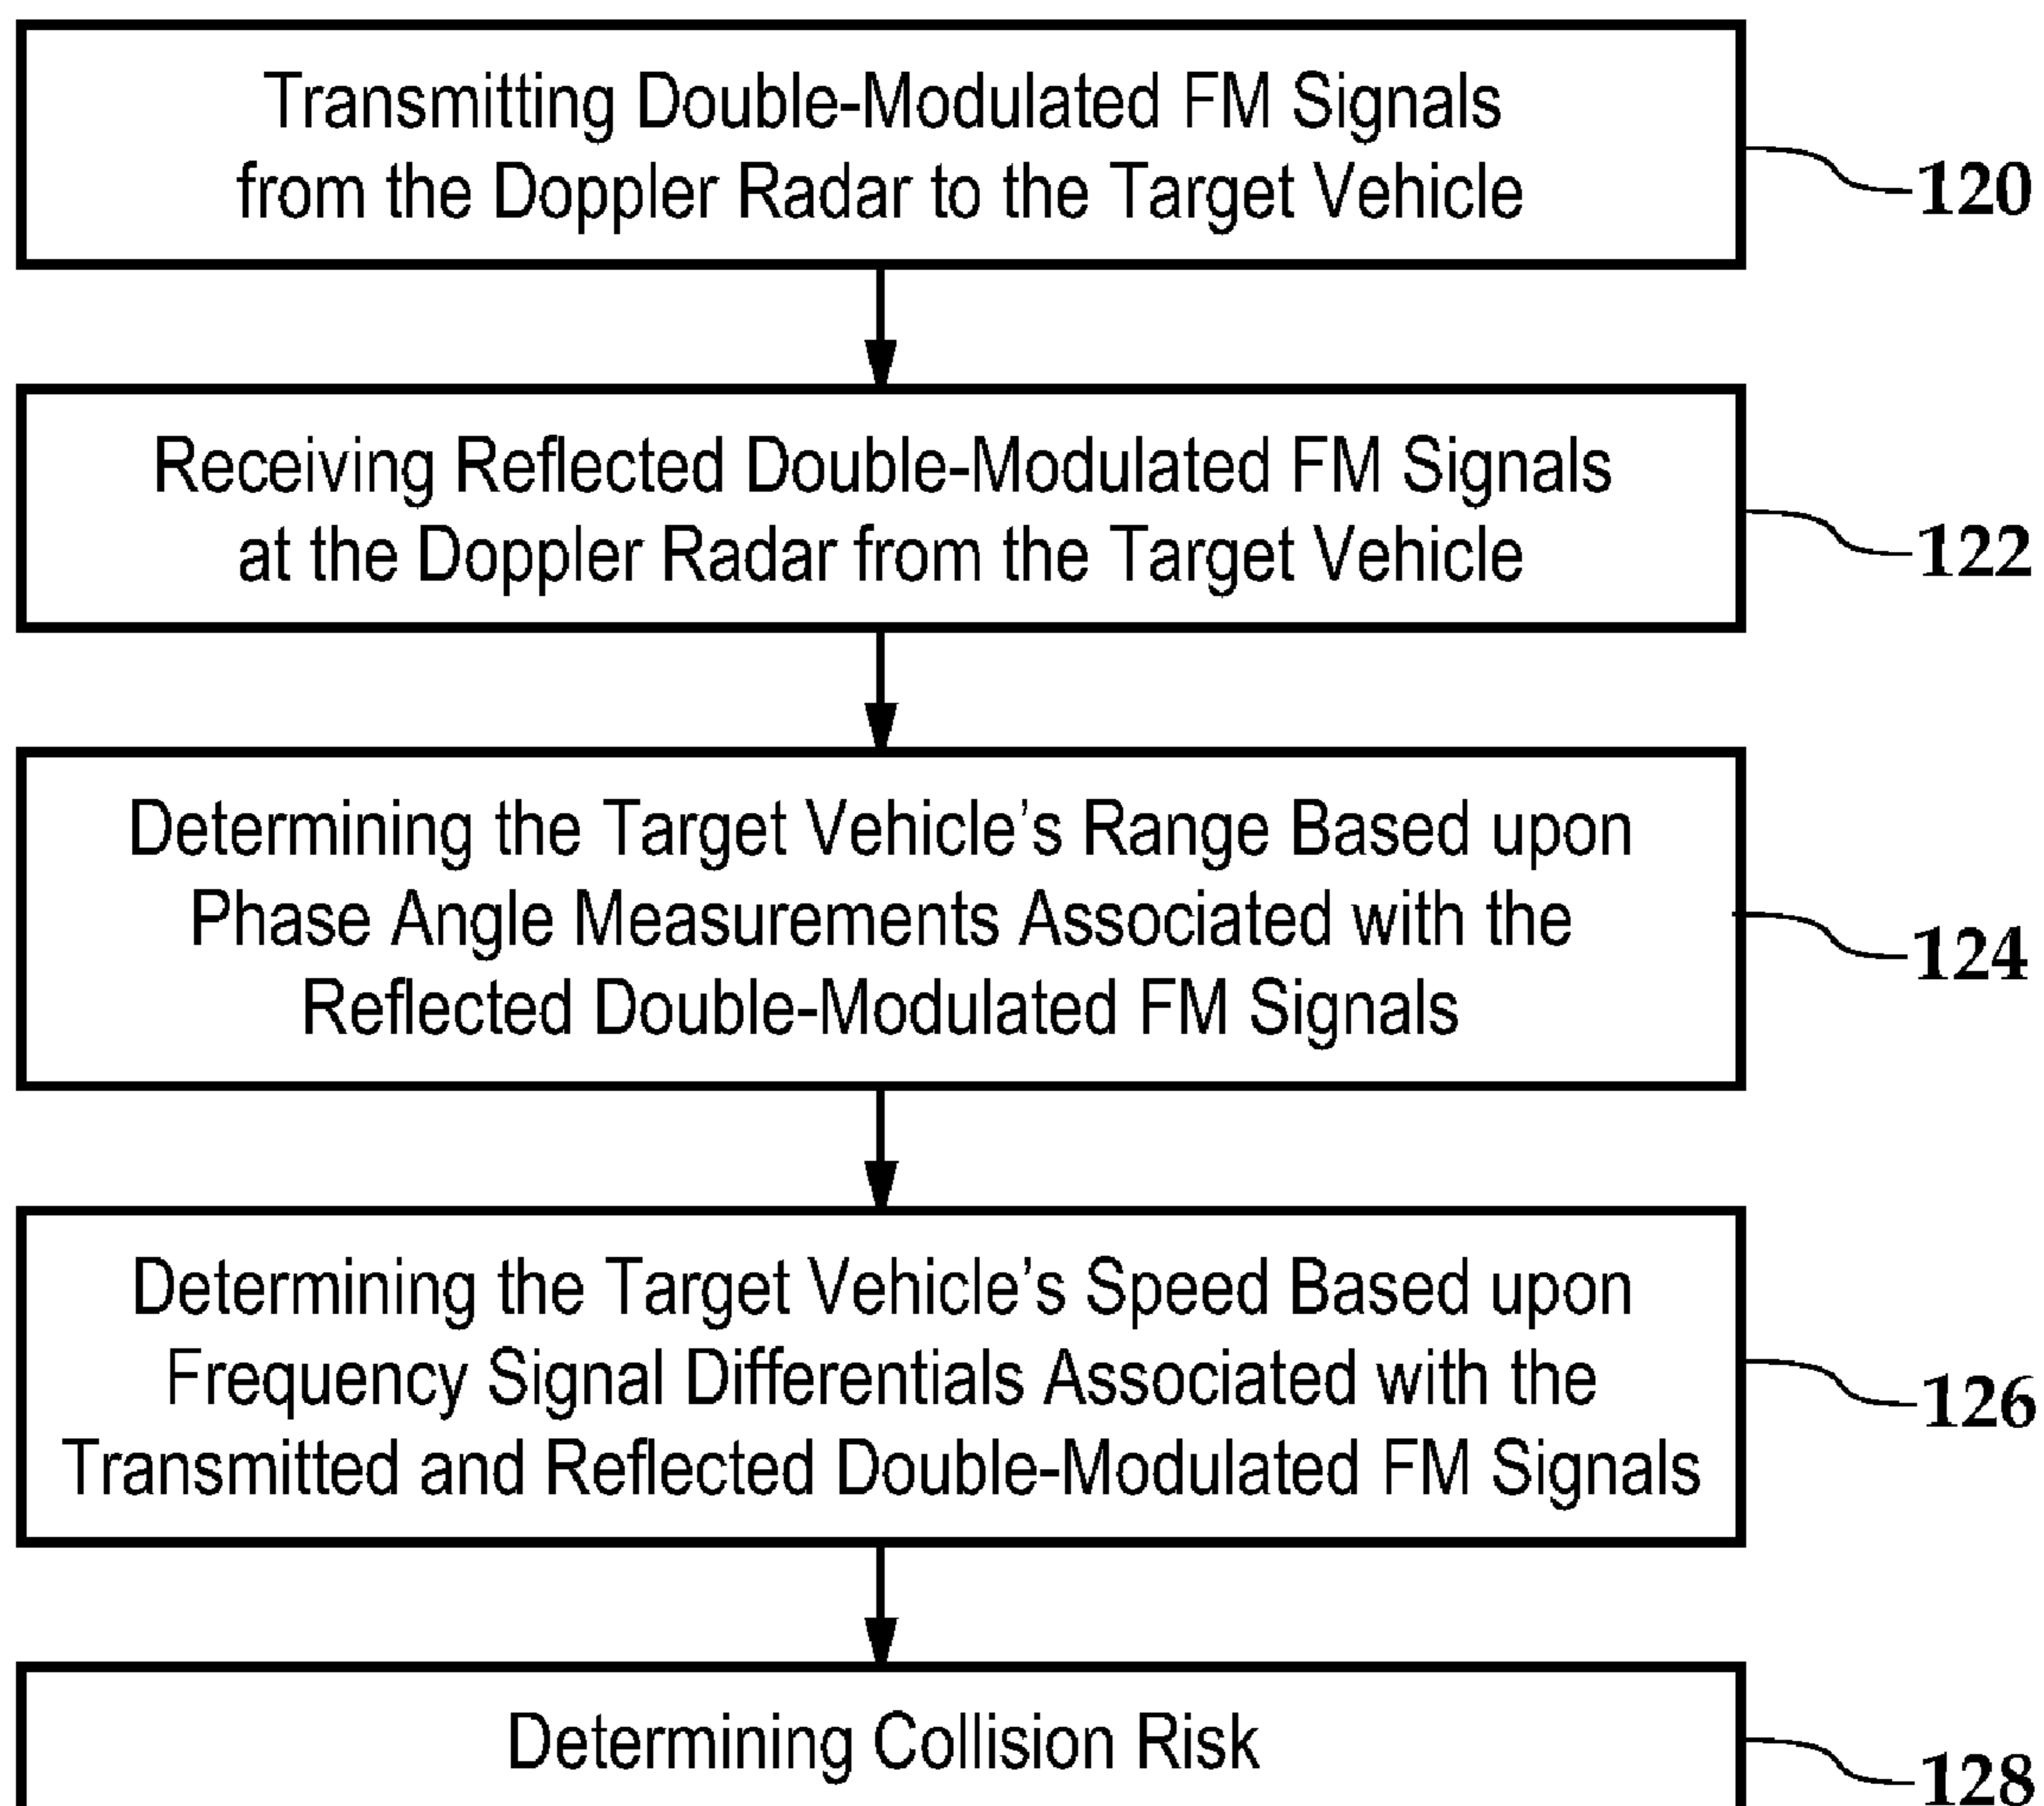 Transmitting Double-Modulated FM Signals
from the Doppler Radar to the Target Vehicle
120
Receiving Reflected Double-Modulated FM Signals
at the Doppler Radar from the Target Vehicle
122
Determining the Target Vehicle's Range Based upon
Phase Angle Measurements Associated with the
Reflected Double-Modulated FM Signals
124
Determining the Target Vehicle's Speed Based upon
Frequency Signal Differentials Associated with the
Transmitted and Reflected Double-Modulated FM Signals
126
Determining Collision Risk
128